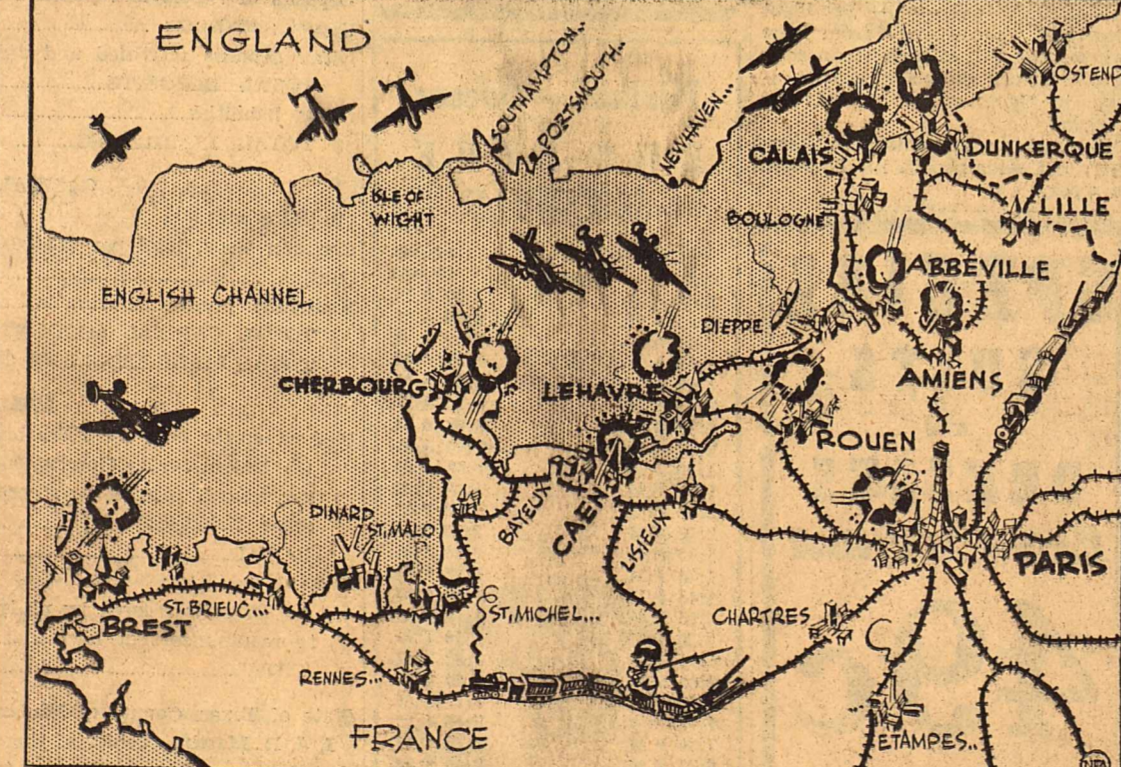 ENGLAND
SOUTHAMPTON..
PORTSMOUTH..
NEWHAVEN...
OSTEND
CALAIS
DUNKERQUE
ISLE OF
WIGHT
BOULOGNE
LILLE
ABBEVILLE
ENGLISH CHANNEL
DIEPPE
CHERBOURG
LEHAVRE
AMIENS
ROUEN
BAYEUX
CAEN
LISIEUX
DINARD
ST. MALO
PARIS
ST. BRIEUC...
ST. MICHEL...
CHARTRES
BREST
RENNES...
FRANCE
ETAMPES..
NEA